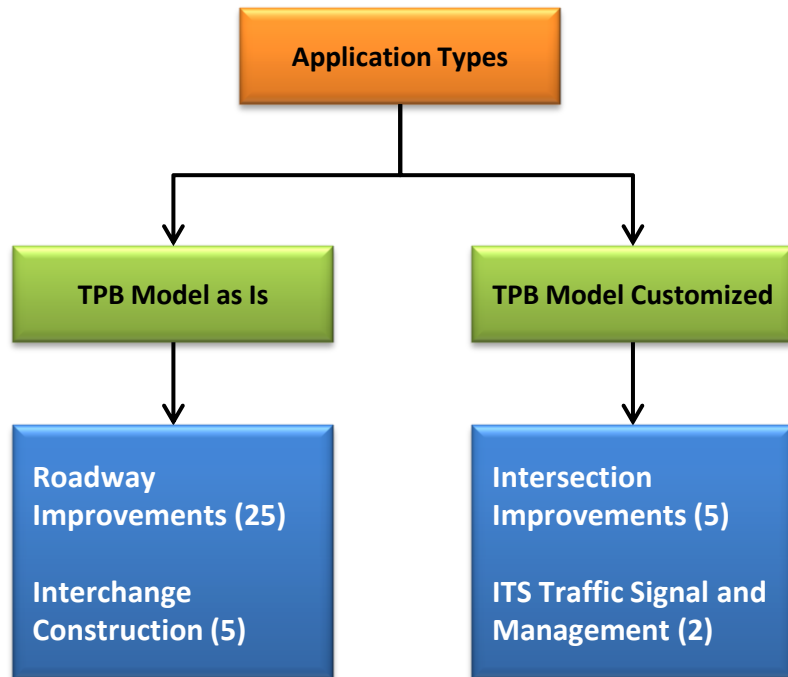 Application Types
TPB Model as Is
TPB Model Customized
Roadway
Improvements (25)
Interchange
Construction (5)
Intersection
Improvements (5)
ITS Traffic Signal and
Management (2)